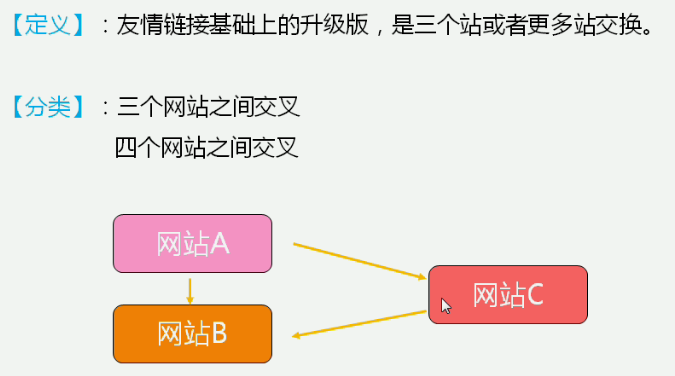 【定义】：友情链接基础上的升级版，是三个站或者更多站交换。
【分类】：三个网站之间交叉
四个网站之间交叉
网站A
网站C
网站B